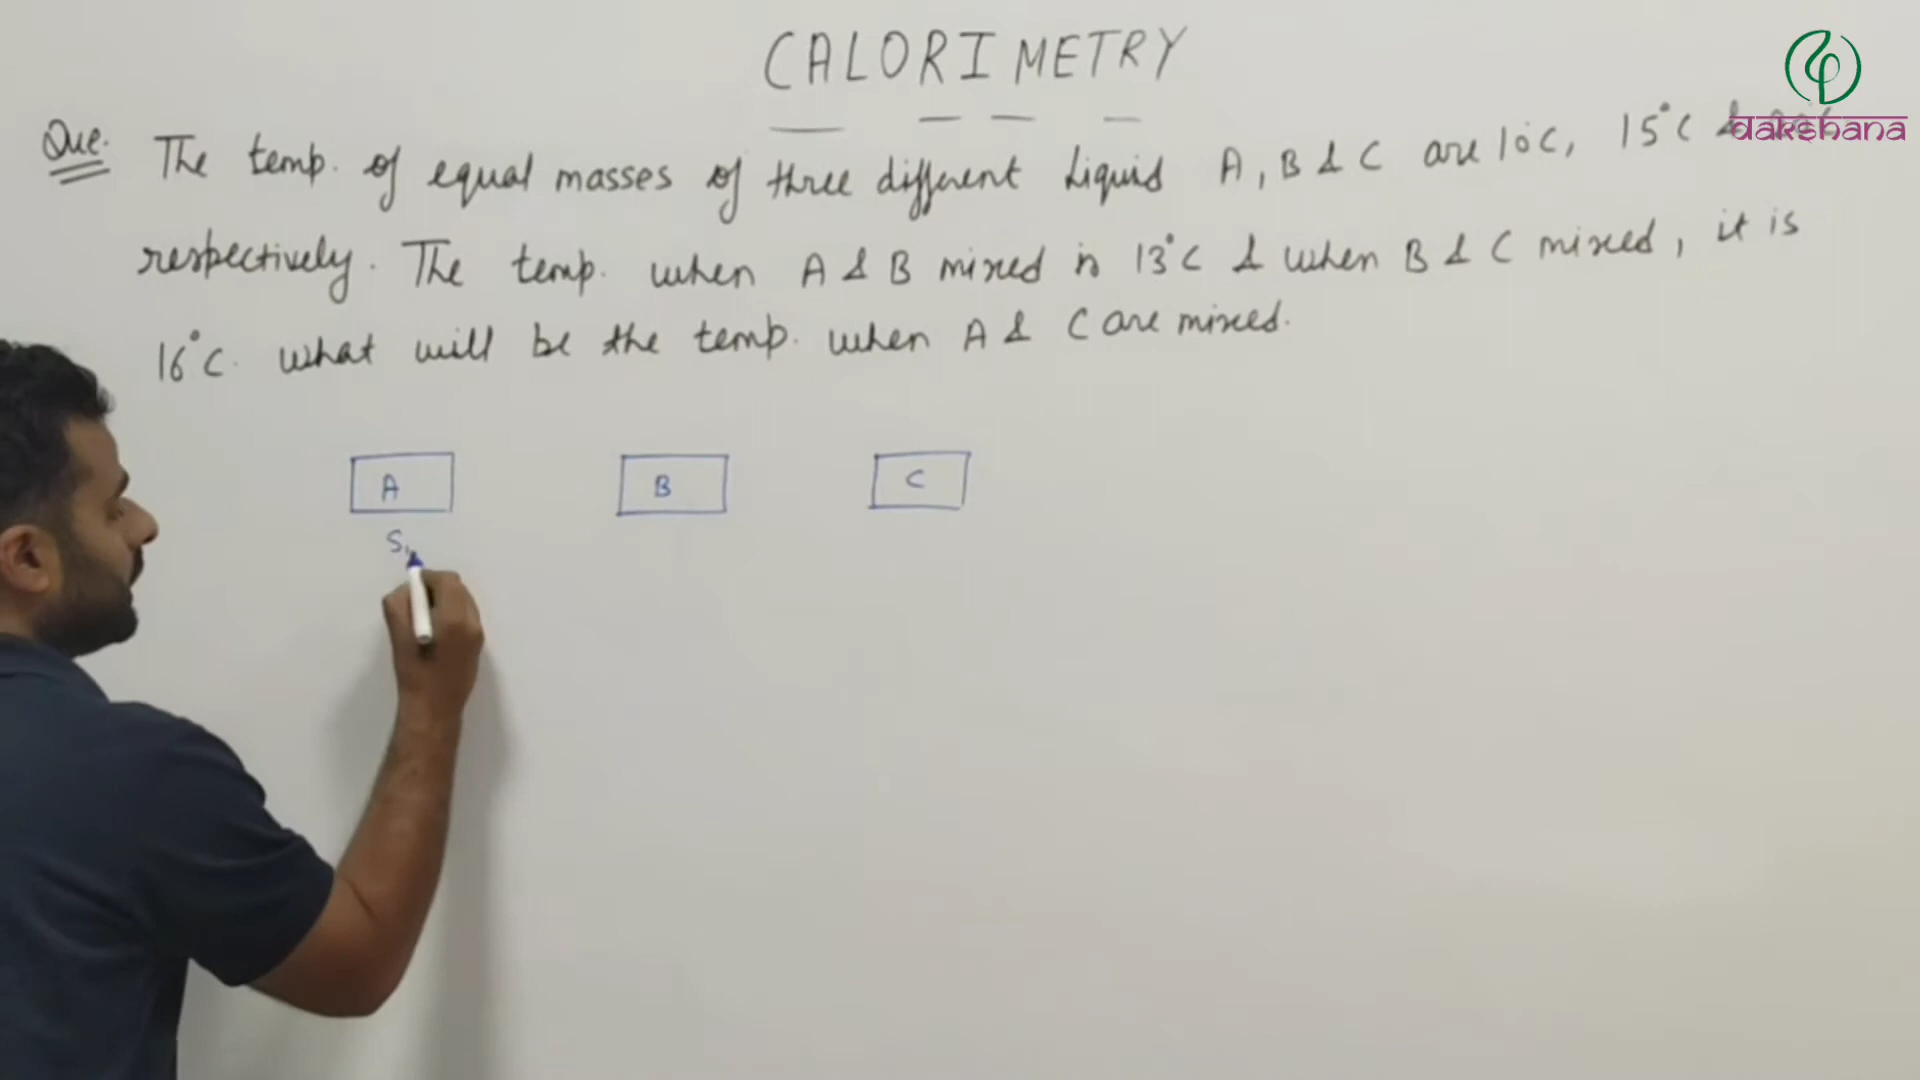 CALORIMETRY
dakshana
Que. The temp. of equal masses of three different liquid A, B & C are 10°C, 15°C &
respectively. The temp. when A & B mixed is 13°C & when B & C mixed, it is
16°C. what will be the temp. when A & C are mixed.
A B C
S₁